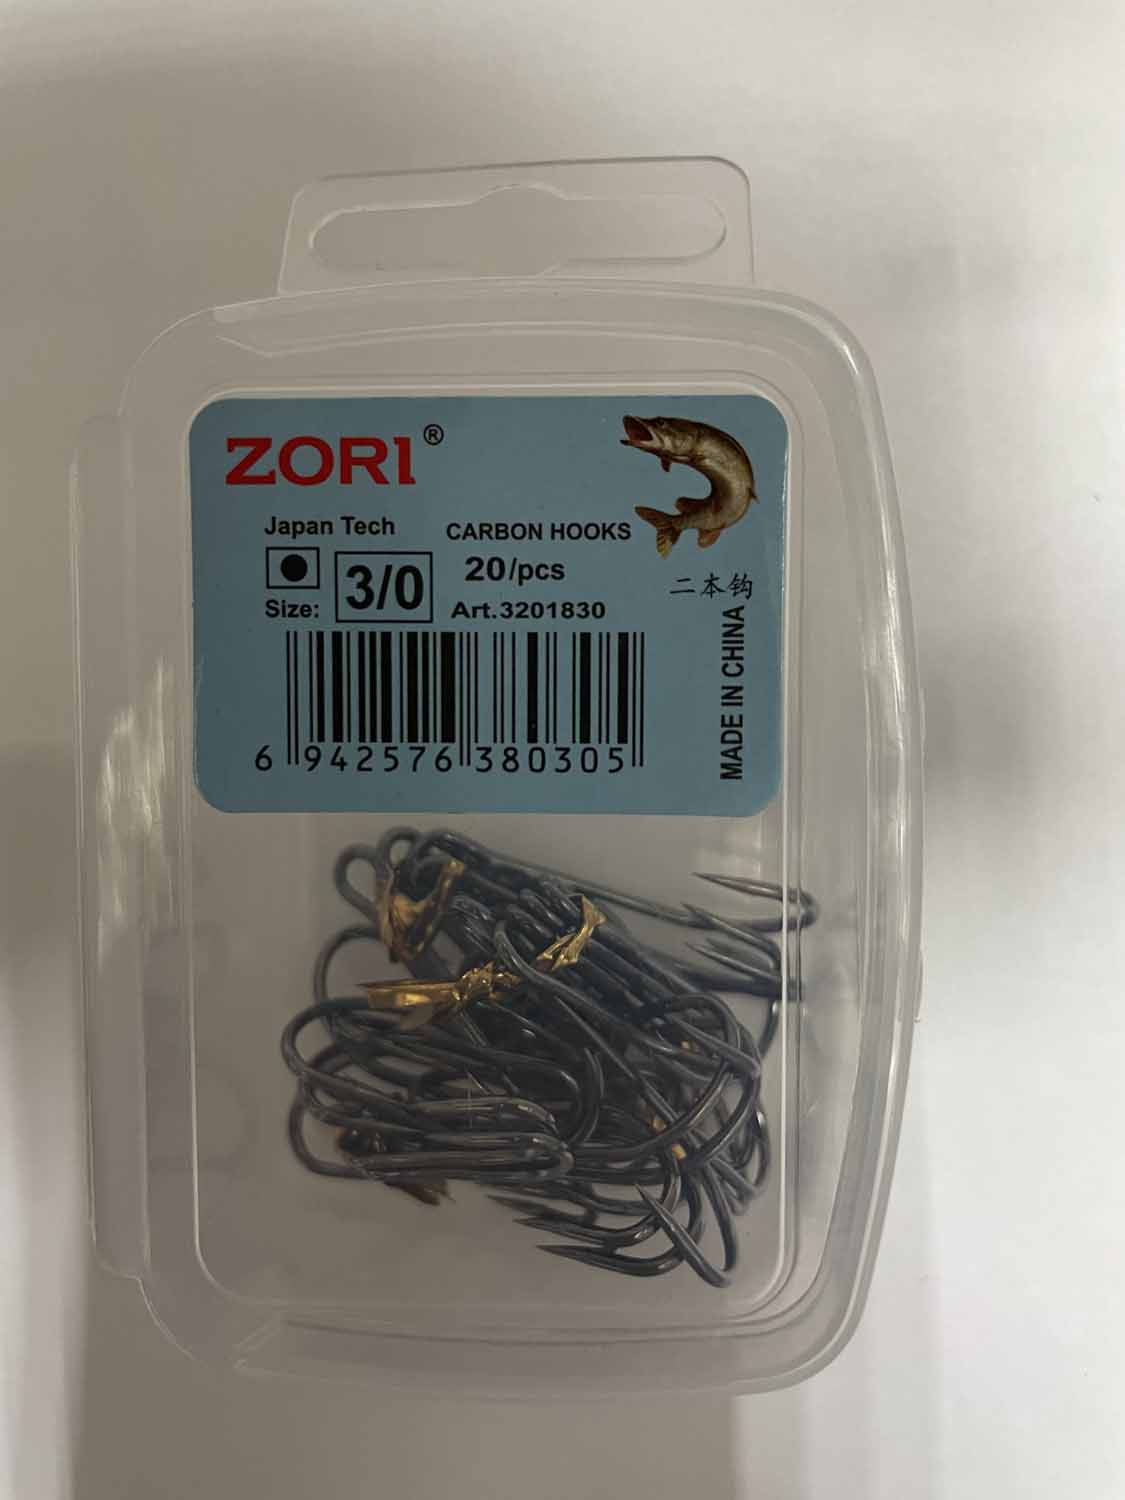 ZORI®
Japan Tech
CARBON HOOKS
20/pcs
Size: 3/0
Art.3201830
二本钩
MADE IN CHINA
6 942576 380305